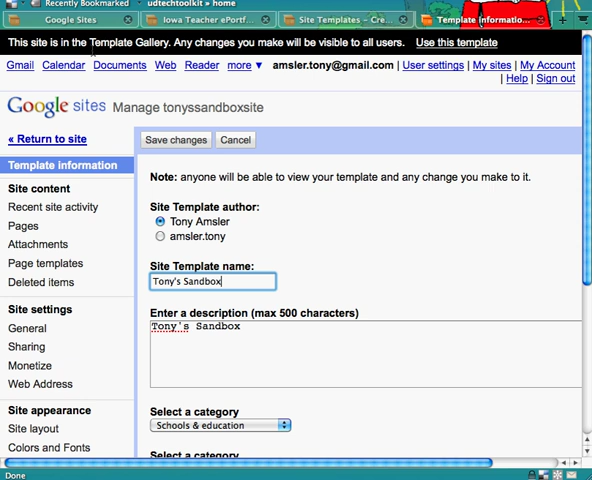 Recently Bookmarked udtechtoolkit » home
Google Sites Iowa Teacher ePortf... Site Templates – Cre... Template informatio...
This site is in the Template Gallery. Any changes you make will be visible to all users. Use this template
Gmail Calendar Documents Web Reader more ▼ amsler.tony@gmail.com | User settings | My sites | My Account
| Help | Sign out
Google sites Manage tonyssandboxsite
« Return to site
Save changes Cancel
Template information
Note: anyone will be able to view your template and any change you make to it.
Site content
Recent site activity
Pages
Attachments
Page templates
Deleted items
Site Template author:
Tony Amsler
amsler.tony
Site Template name:
Tony's Sandbox
Enter a description (max 500 characters)
Tony's Sandbox
Site settings
General
Sharing
Monetize
Web Address
Select a category
Schools & education
Site appearance
Site layout
Colors and Fonts
Select a category
Done